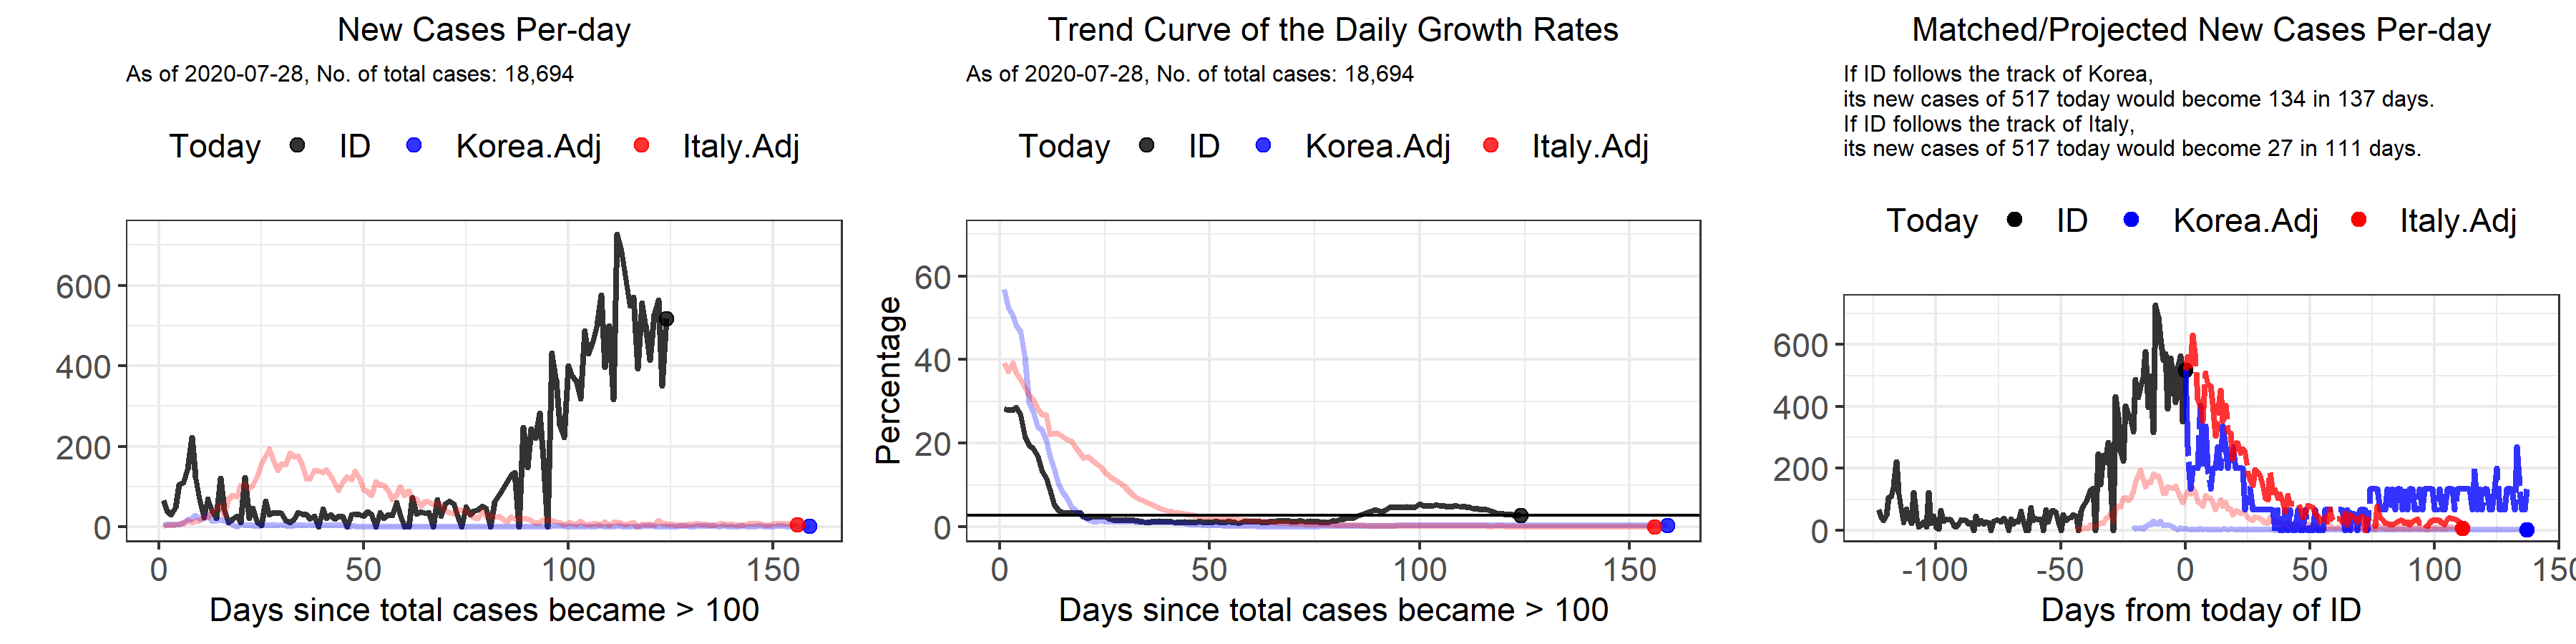 New Cases Per-day
As of 2020-07-28, No. of total cases: 18,694
Today ID Korea.Adj Italy.Adj
600
400
200
0
0 50 100 150
Days since total cases became > 100
Trend Curve of the Daily Growth Rates
As of 2020-07-28, No. of total cases: 18,694
Today ID Korea.Adj Italy.Adj
Percentage
60
40
20
0
0 50 100 150
Days since total cases became > 100
Matched/Projected New Cases Per-day
If ID follows the track of Korea,
its new cases of 517 today would become 134 in 137 days.
If ID follows the track of Italy,
its new cases of 517 today would become 27 in 111 days.
Today ID Korea.Adj Italy.Adj
600
400
200
0
-100 -50 0 50 100 150
Days from today of ID